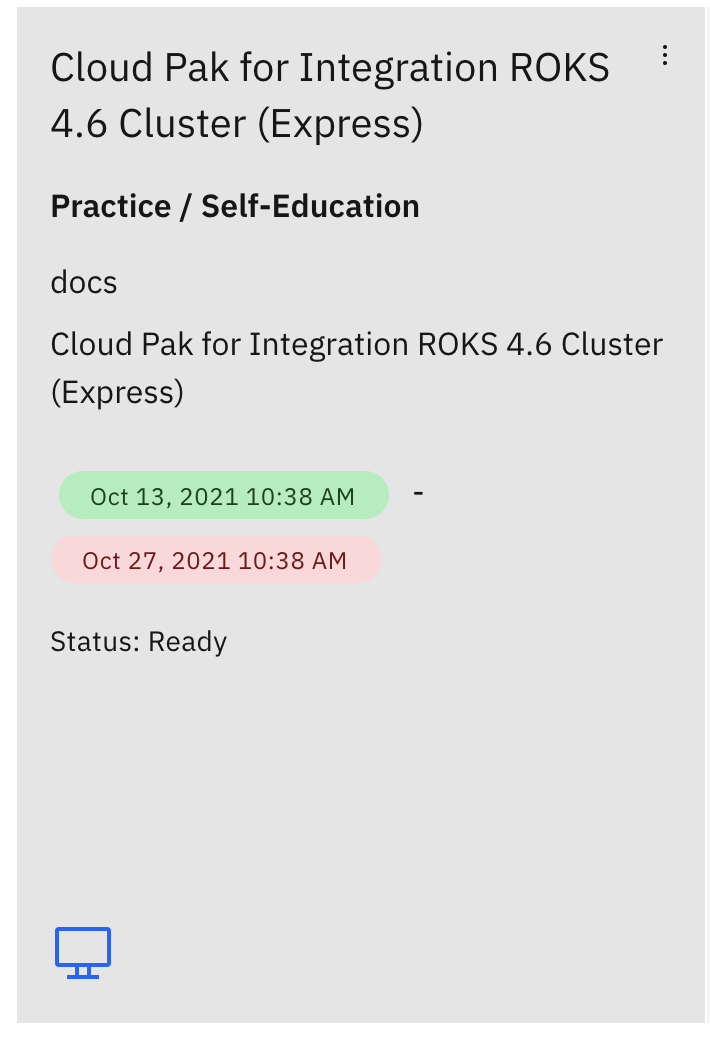 Cloud Pak for Integration ROKS
4.6 Cluster (Express)
Practice / Self-Education
docs
Cloud Pak for Integration ROKS 4.6 Cluster
(Express)
Oct 13, 2021 10:38 AM -
Oct 27, 2021 10:38 AM
Status: Ready